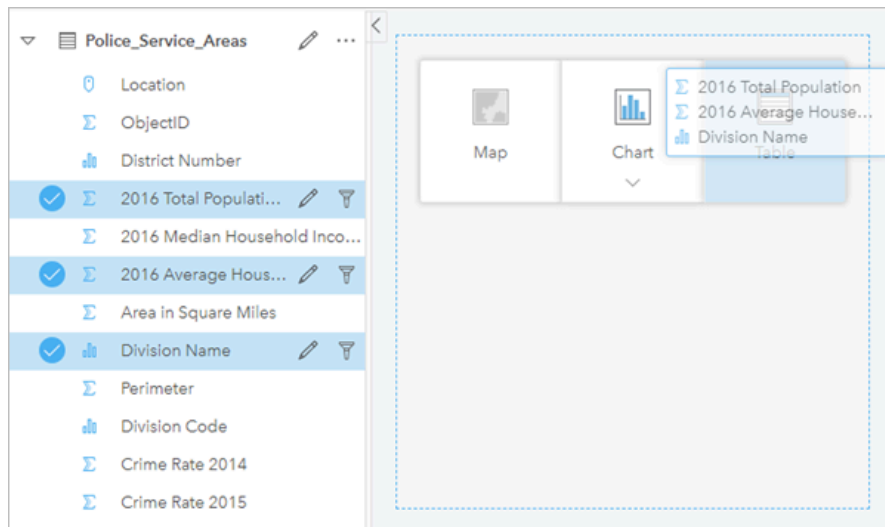 Police_Service_Areas
Location
ObjectID
District Number
2016 Total Populati...
2016 Median Household Inco...
2016 Average Hous...
Area in Square Miles
Division Name
Perimeter
Division Code
Crime Rate 2014
Crime Rate 2015
Map
Chart
Table
2016 Total Population
2016 Average House...
Division Name